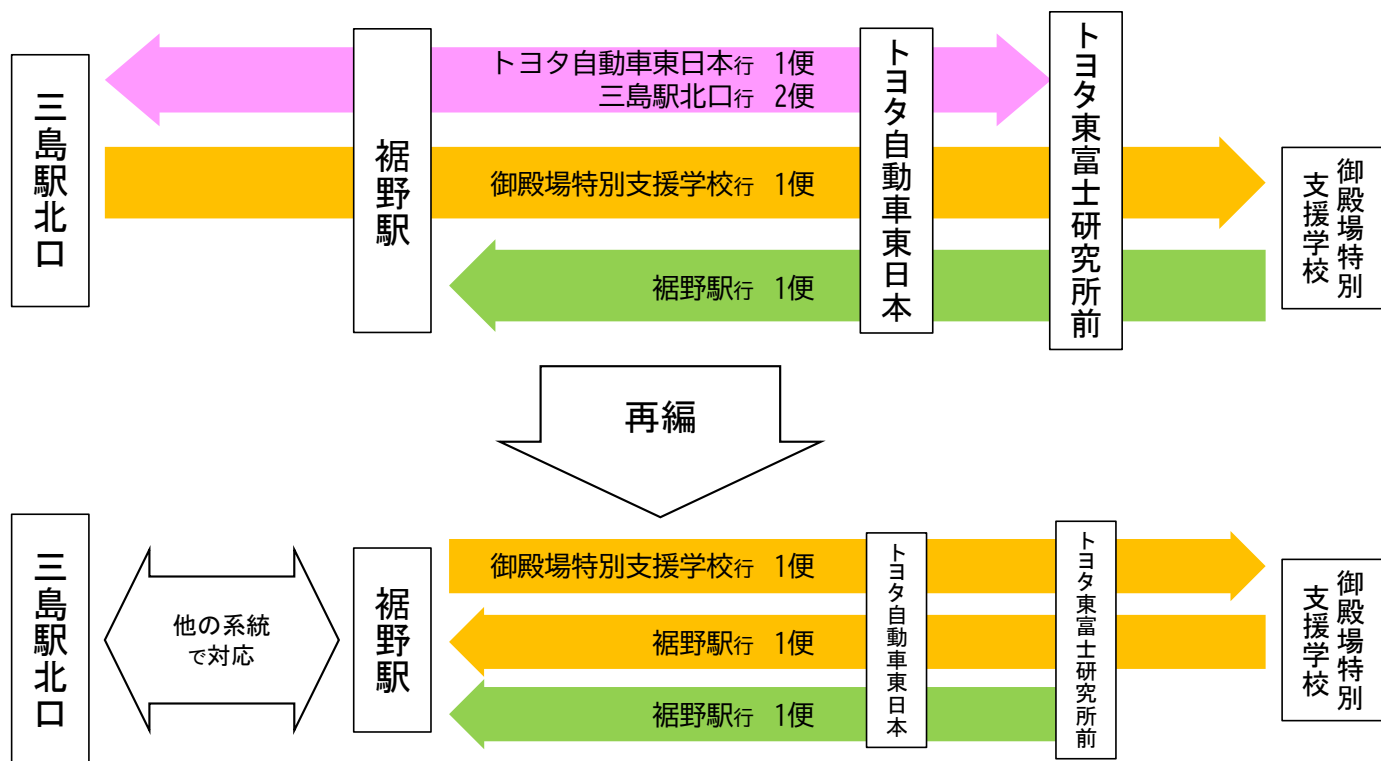 三島駅北口
裾野駅
トヨタ自動車東日本行 1便
三島駅北口行 2便
御殿場特別支援学校行 1便
裾野駅行 1便
トヨタ自動車東日本
トヨタ東富士研究所前
御殿場特別
支援学校
再編
三島駅北口
他の系統
で対応
裾野駅
御殿場特別支援学校行 1便
裾野駅行 1便
裾野駅行 1便
トヨタ自動車東日本
トヨタ東富士研究所前
御殿場特別
支援学校